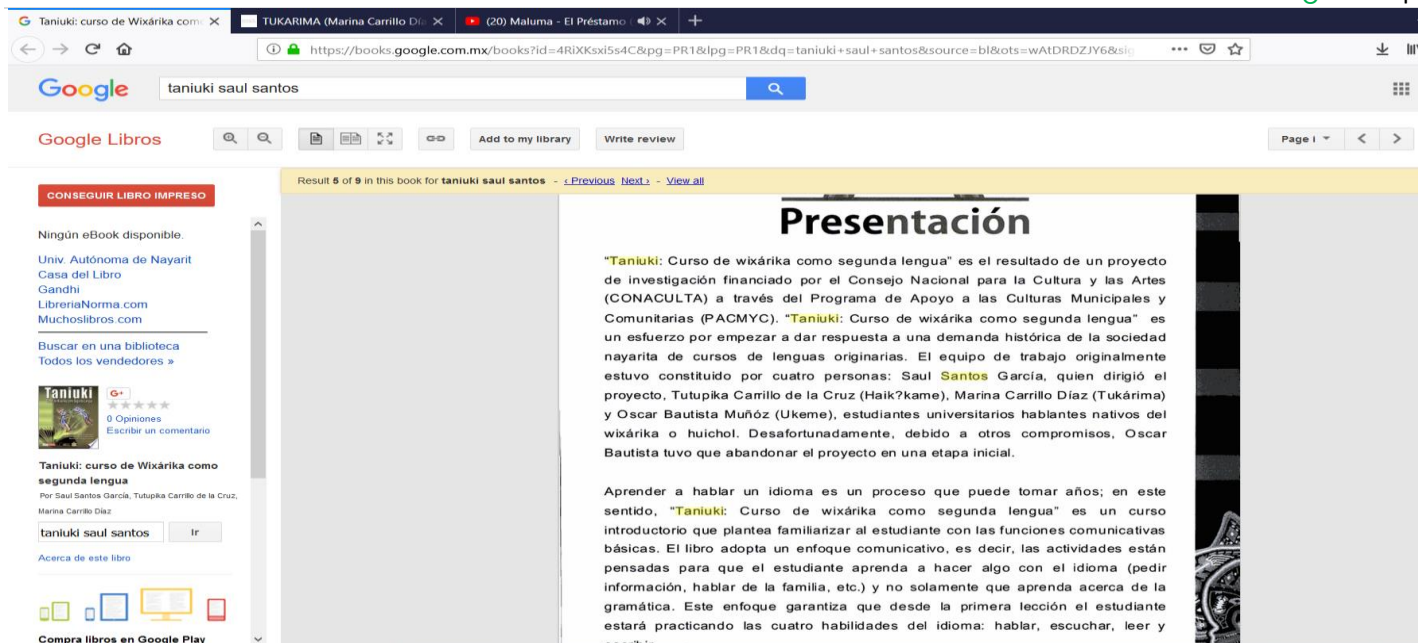 Taniuki: curso de Wixárika com
TUKARIMA (Marina Carrillo Día
(20) Maluma - El Préstamo
https://books.google.com.mx/books?id=4RiXKsxi5s4C&pg=PR1&lpg=PR1&dq=taniuki+saul+santos&source=bl&ots=wAtDRDZJY6&sig
Google
taniuki saul santos
Google Libros
Add to my library
Write review
Page i
Result 5 of 9 in this book for taniuki saul santos - ‹ Previous Next › - View all
CONSEGUIR LIBRO IMPRESO
Ningún eBook disponible.
Univ. Autónoma de Nayarit
Casa del Libro
Gandhi
LibreriaNorma.com
Muchoslibros.com
Buscar en una biblioteca
Todos los vendedores »
Taniuki
G+
0 Opiniones
Escribir un comentario
Taniuki: curso de Wixárika como
segunda lengua
Por Saul Santos García, Tutupika Carrillo de la Cruz,
Marina Carrillo Díaz
taniuki saul santos
Ir
Acerca de este libro
Compra libros en Google Play
Presentación
“Taniuki: Curso de wixárika como segunda lengua” es el resultado de un proyecto
de investigación financiado por el Consejo Nacional para la Cultura y las Artes
(CONACULTA) a través del Programa de Apoyo a las Culturas Municipales y
Comunitarias (PACMYC). “Taniuki: Curso de wixárika como segunda lengua” es
un esfuerzo por empezar a dar respuesta a una demanda histórica de la sociedad
nayarita de cursos de lenguas originarias. El equipo de trabajo originalmente
estuvo constituido por cuatro personas: Saul Santos García, quien dirigió el
proyecto, Tutupika Carrillo de la Cruz (Haik?kame), Marina Carrillo Díaz (Tukárima)
y Oscar Bautista Muñóz (Ukeme), estudiantes universitarios hablantes nativos del
wixárika o huichol. Desafortunadamente, debido a otros compromisos, Oscar
Bautista tuvo que abandonar el proyecto en una etapa inicial.
Aprender a hablar un idioma es un proceso que puede tomar años; en este
sentido, “Taniuki: Curso de wixárika como segunda lengua” es un curso
introductorio que plantea familiarizar al estudiante con las funciones comunicativas
básicas. El libro adopta un enfoque comunicativo, es decir, las actividades están
pensadas para que el estudiante aprenda a hacer algo con el idioma (pedir
información, hablar de la familia, etc.) y no solamente que aprenda acerca de la
gramática. Este enfoque garantiza que desde la primera lección el estudiante
estará practicando las cuatro habilidades del idioma: hablar, escuchar, leer y